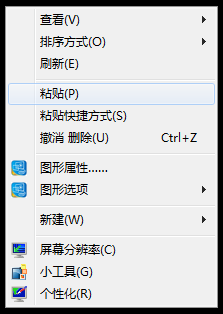 查看(V)
排序方式(O)
刷新(E)
粘贴(P)
粘贴快捷方式(S)
撤消 删除(U) Ctrl+Z
图形属性......
图形选项
新建(W)
屏幕分辨率(C)
小工具(G)
个性化(R)